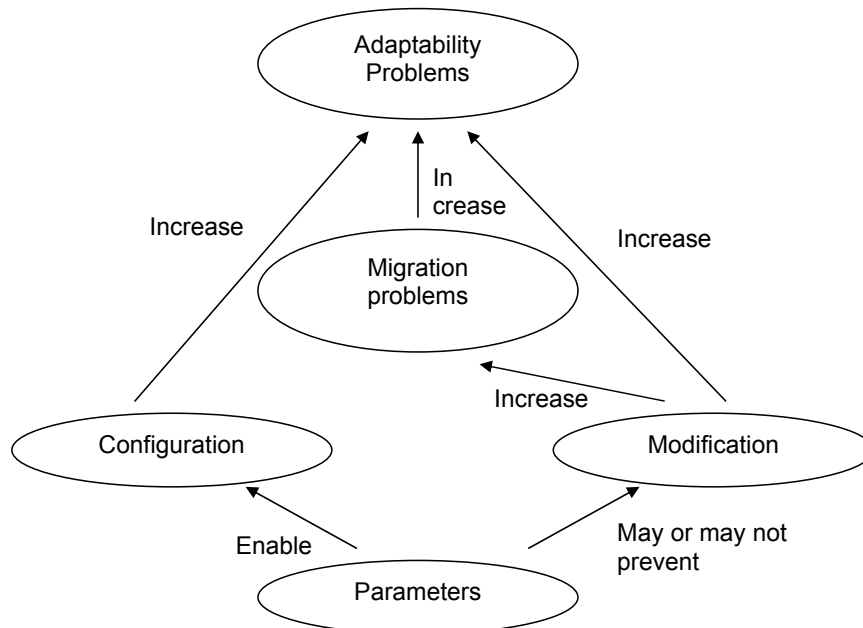 Adaptability
Problems
In
crease
Increase
Increase
Migration
problems
Increase
Configuration
Modification
Enable
May or may not
prevent
Parameters